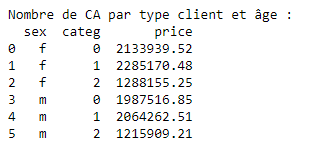 Nombre de CA par type client et âge :
sex categ price
0 f 0 2133939.52
1 f 1 2285170.48
2 f 2 1288155.25
3 m 0 1987516.85
4 m 1 2064262.51
5 m 2 1215909.21